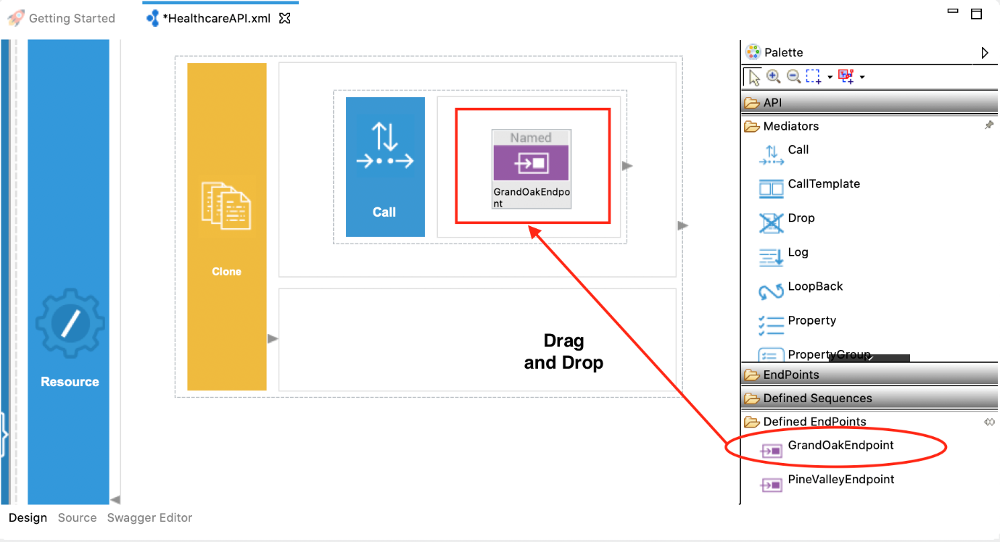 Getting Started
*HealthcareAPI.xml
Palette
API
Mediators
Call
CallTemplate
Drop
Log
LoopBack
Property
PropertyGroup
EndPoints
Defined Sequences
Defined EndPoints
GrandOakEndpoint
PineValleyEndpoint
Resource
Clone
Call
Named
GrandOakEndpo
int
Drag
and Drop
Design
Source
Swagger Editor